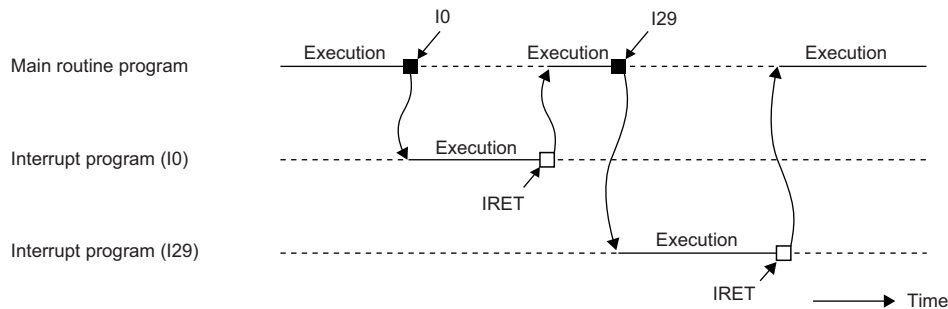 I0
I29
Main routine program
Execution
Execution
Execution
Interrupt program (I0)
Execution
IRET
Interrupt program (I29)
Execution
IRET
Time